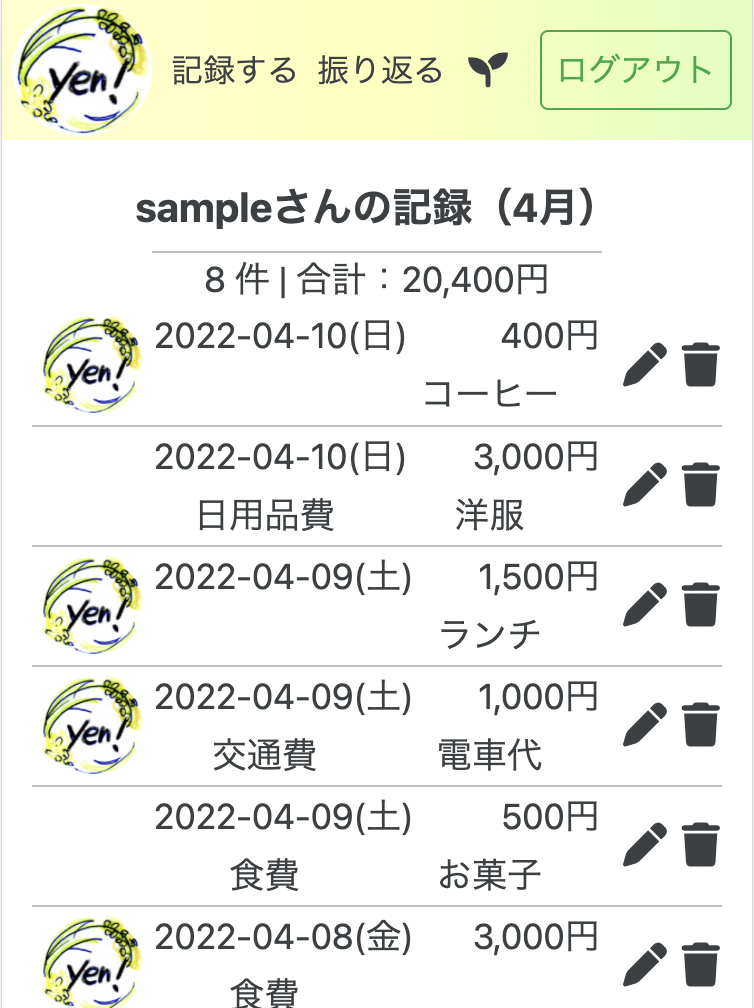 yen!
記録する 振り返る ログアウト
sampleさんの記録（4月）
8 件 | 合計：20,400円
yen!
2022-04-10(日) 400円
コーヒー
2022-04-10(日) 3,000円
日用品費 洋服
yen!
2022-04-09(土) 1,500円
ランチ
yen!
2022-04-09(土) 1,000円
交通費 電車代
2022-04-09(土) 500円
食費 お菓子
yen!
2022-04-08(金) 3,000円
食費